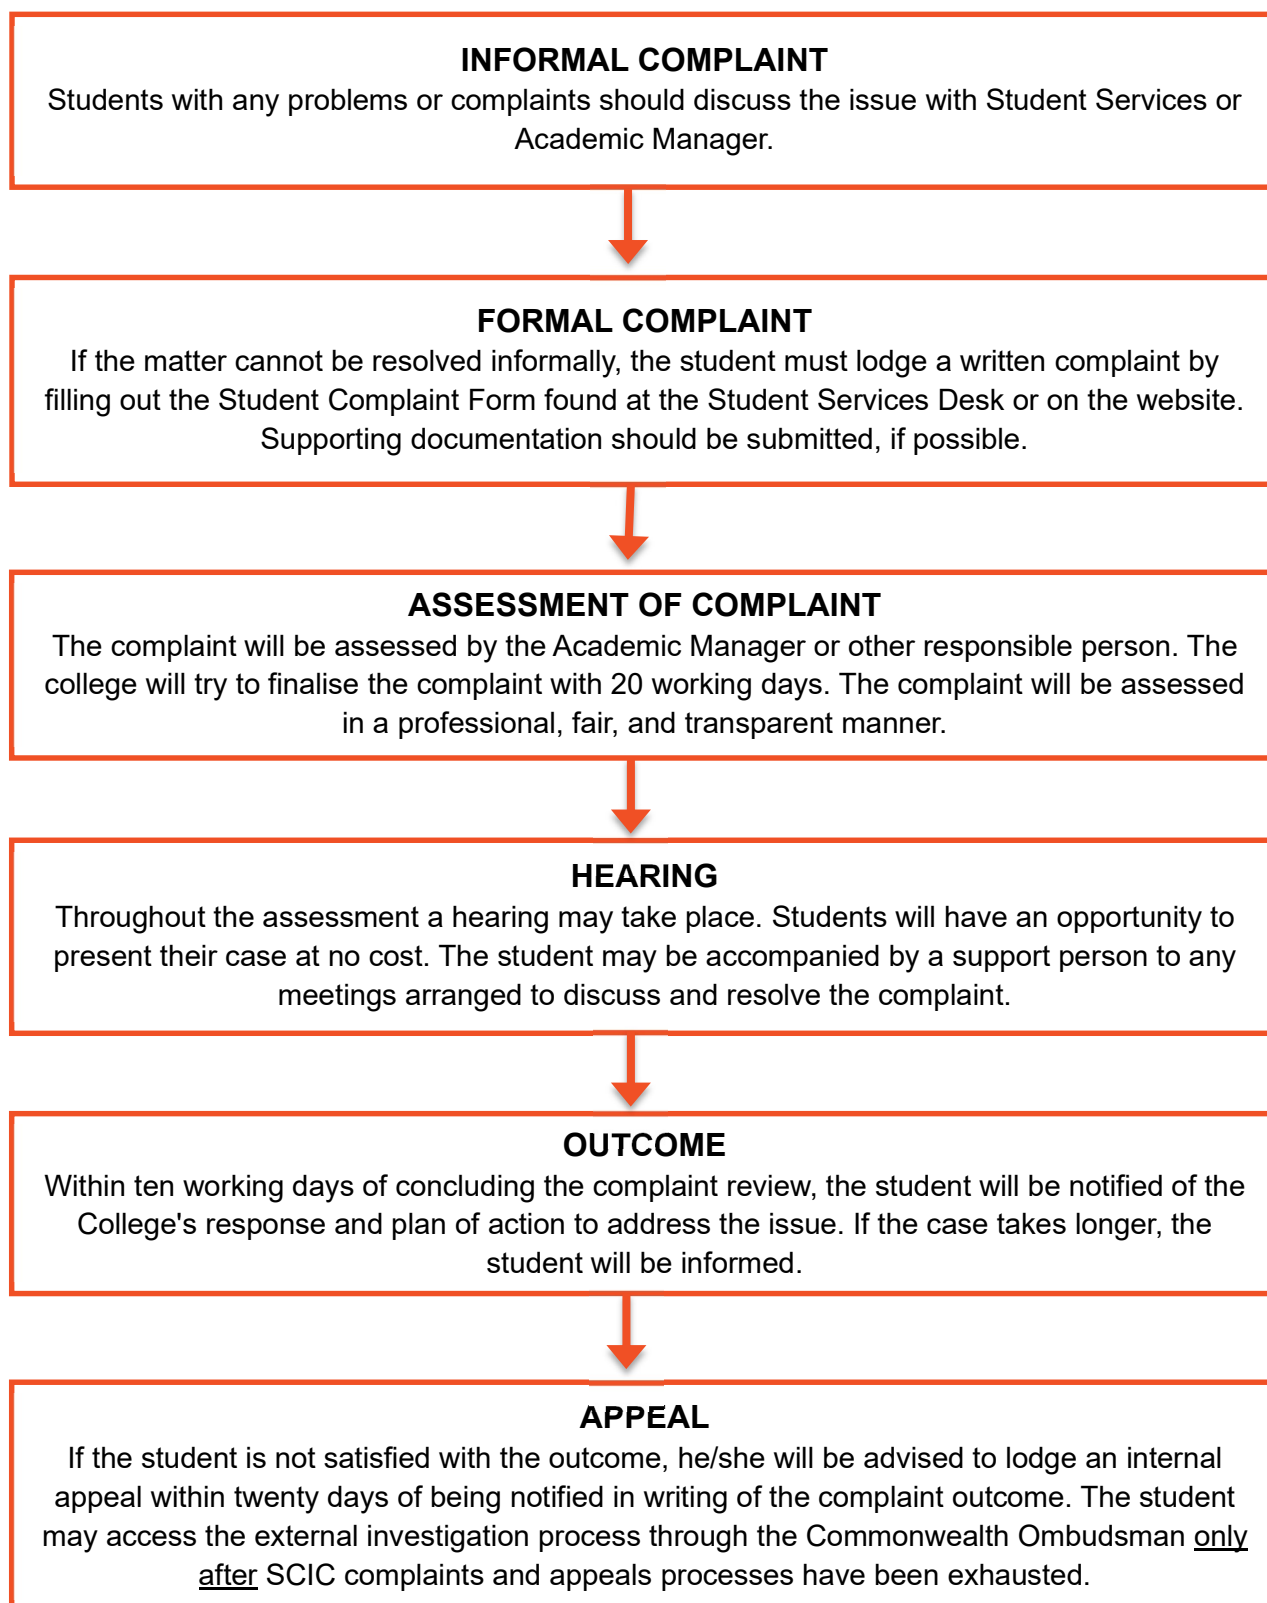 INFORMAL COMPLAINT
Students with any problems or complaints should discuss the issue with Student Services or
Academic Manager.
FORMAL COMPLAINT
If the matter cannot be resolved informally, the student must lodge a written complaint by
filling out the Student Complaint Form found at the Student Services Desk or on the website.
Supporting documentation should be submitted, if possible.
ASSESSMENT OF COMPLAINT
The complaint will be assessed by the Academic Manager or other responsible person. The
college will try to finalise the complaint with 20 working days. The complaint will be assessed
in a professional, fair, and transparent manner.
HEARING
Throughout the assessment a hearing may take place. Students will have an opportunity to
present their case at no cost. The student may be accompanied by a support person to any
meetings arranged to discuss and resolve the complaint.
OUTCOME
Within ten working days of concluding the complaint review, the student will be notified of the
College's response and plan of action to address the issue. If the case takes longer, the
student will be informed.
APPEAL
If the student is not satisfied with the outcome, he/she will be advised to lodge an internal
appeal within twenty days of being notified in writing of the complaint outcome. The student
may access the external investigation process through the Commonwealth Ombudsman only
after SCIC complaints and appeals processes have been exhausted.